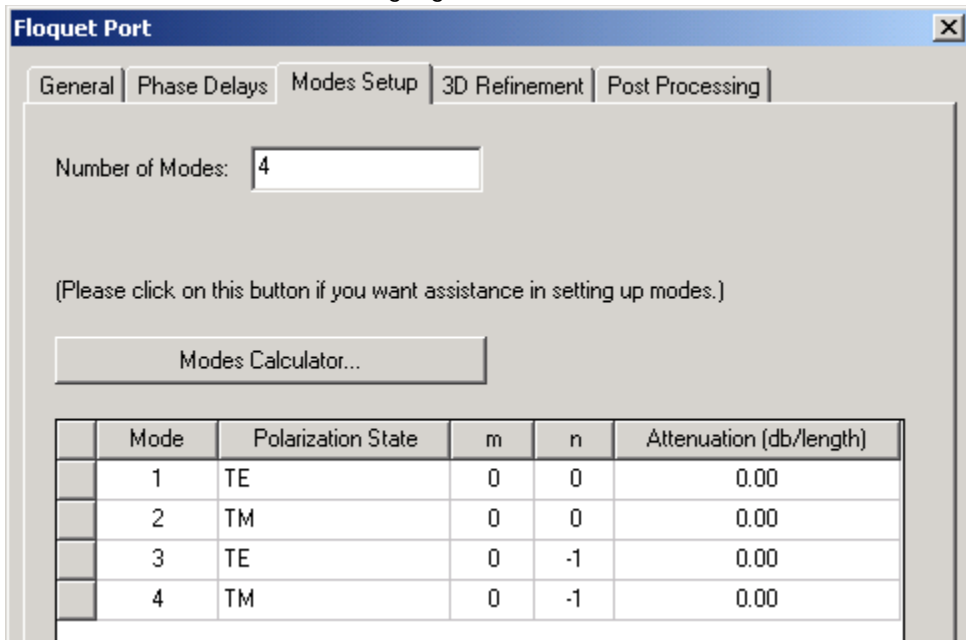 Floquet Port
General Phase Delays Modes Setup 3D Refinement Post Processing
Number of Modes: 4
(Please click on this button if you want assistance in setting up modes.)
Modes Calculator...
Mode Polarization State m n Attenuation (db/length)
1 TE 0 0 0.00
2 TM 0 0 0.00
3 TE 0 -1 0.00
4 TM 0 -1 0.00